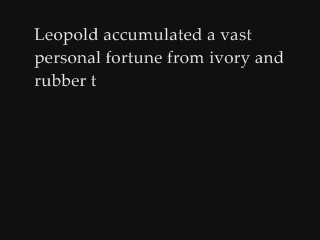 Leopold accumulated a vast
personal fortune from ivory and
rubber t